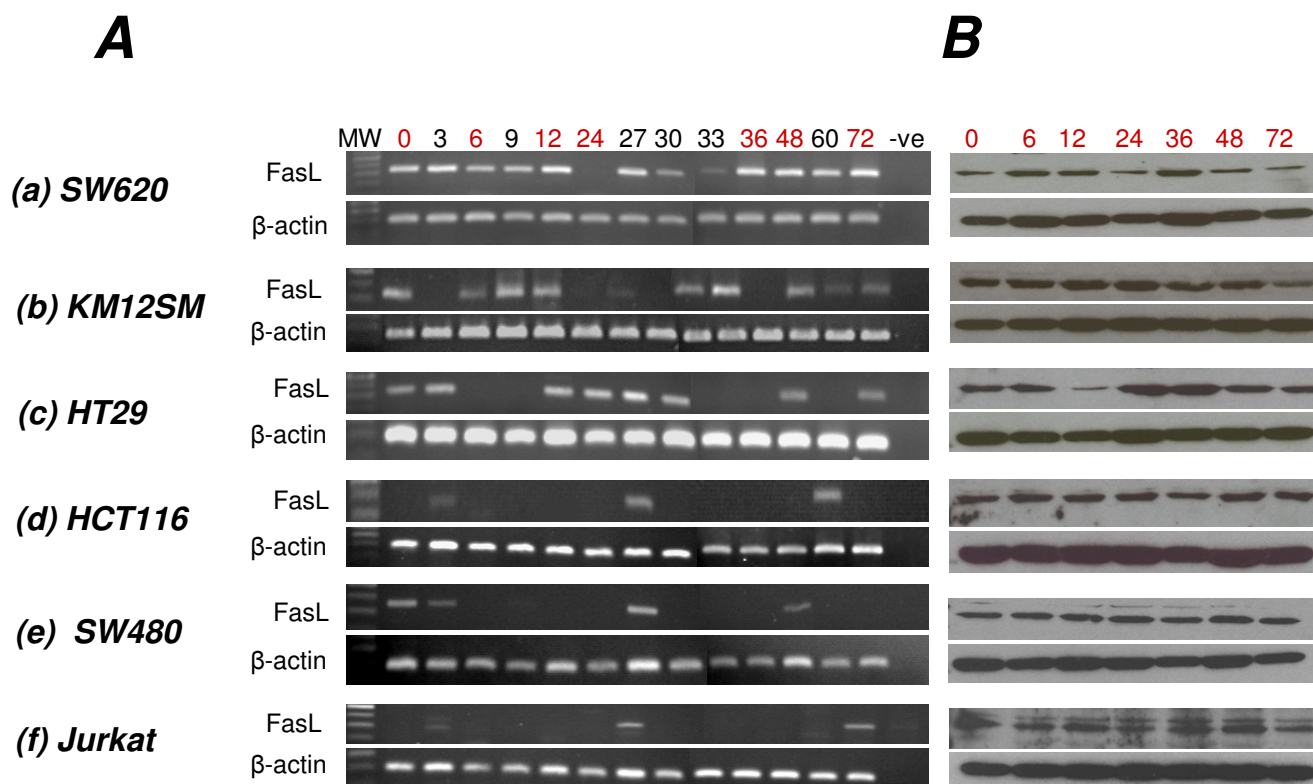 A B
MW 0 3 6 9 12 24 27 30 33 36 48 60 72 -ve 0 6 12 24 36 48 72
(a) SW620
FasL
β-actin
(b) KM12SM
FasL
β-actin
(c) HT29
FasL
β-actin
(d) HCT116
FasL
β-actin
(e) SW480
FasL
β-actin
(f) Jurkat
FasL
β-actin